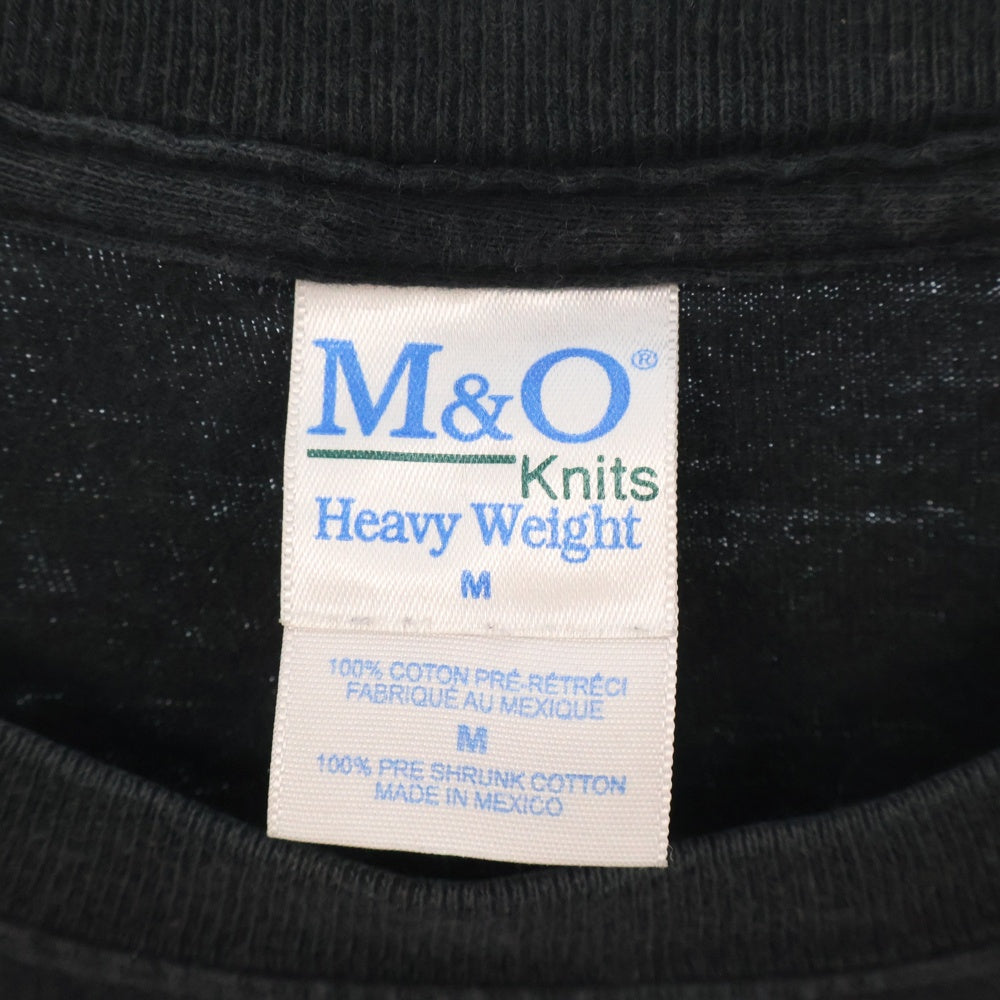 M&O®
Knits
Heavy Weight
M
100% COTON PRÉ-RÉTRÉCI
FABRIQUÉ AU MEXIQUE
M
100% PRE SHRUNK COTTON
MADE IN MEXICO